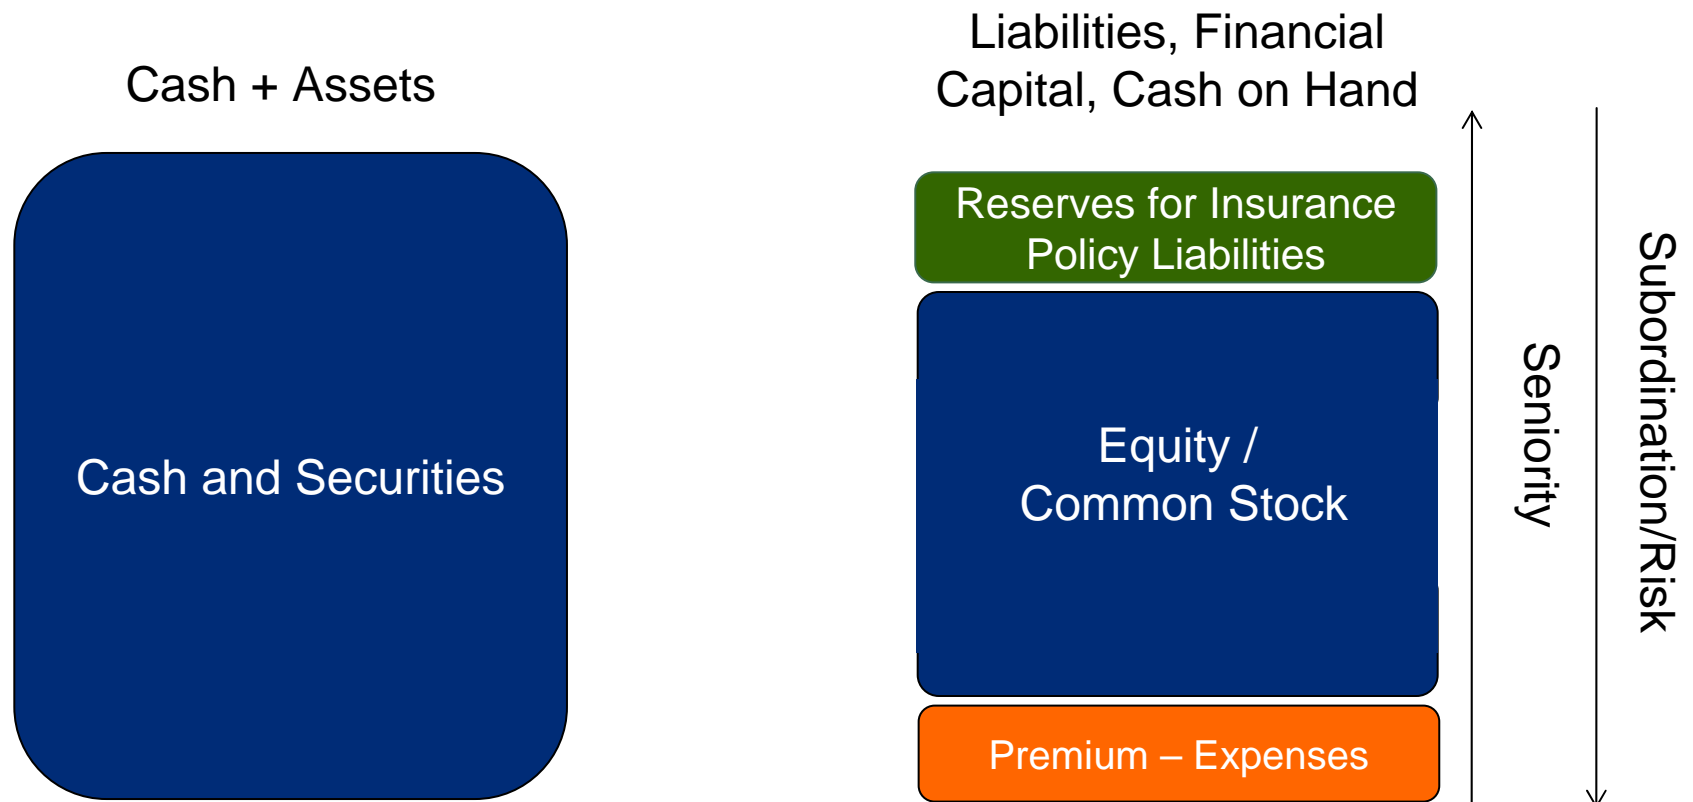 Cash + Assets
Liabilities, Financial
Capital, Cash on Hand
Cash and Securities
Reserves for Insurance
Policy Liabilities
Equity /
Common Stock
Premium – Expenses
Seniority
Subordination/Risk